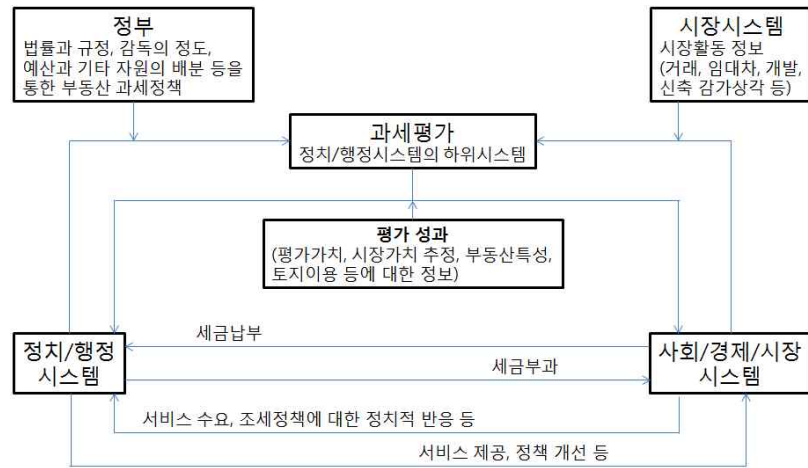 정부
법률과 규정, 감독의 정도,
예산과 기타 자원의 배분 등을
통한 부동산 과세정책
시장시스템
시장활동 정보
(거래, 임대차, 개발,
신축 감가상각 등)
과세평가
정치/행정시스템의 하위시스템
평가 성과
(평가가치, 시장가치 추정, 부동산특성,
토지이용 등에 대한 정보)
정치/행정
시스템
세금납부
세금부과
사회/경제/시장
시스템
서비스 수요, 조세정책에 대한 정치적 반응 등
서비스 제공, 정책 개선 등